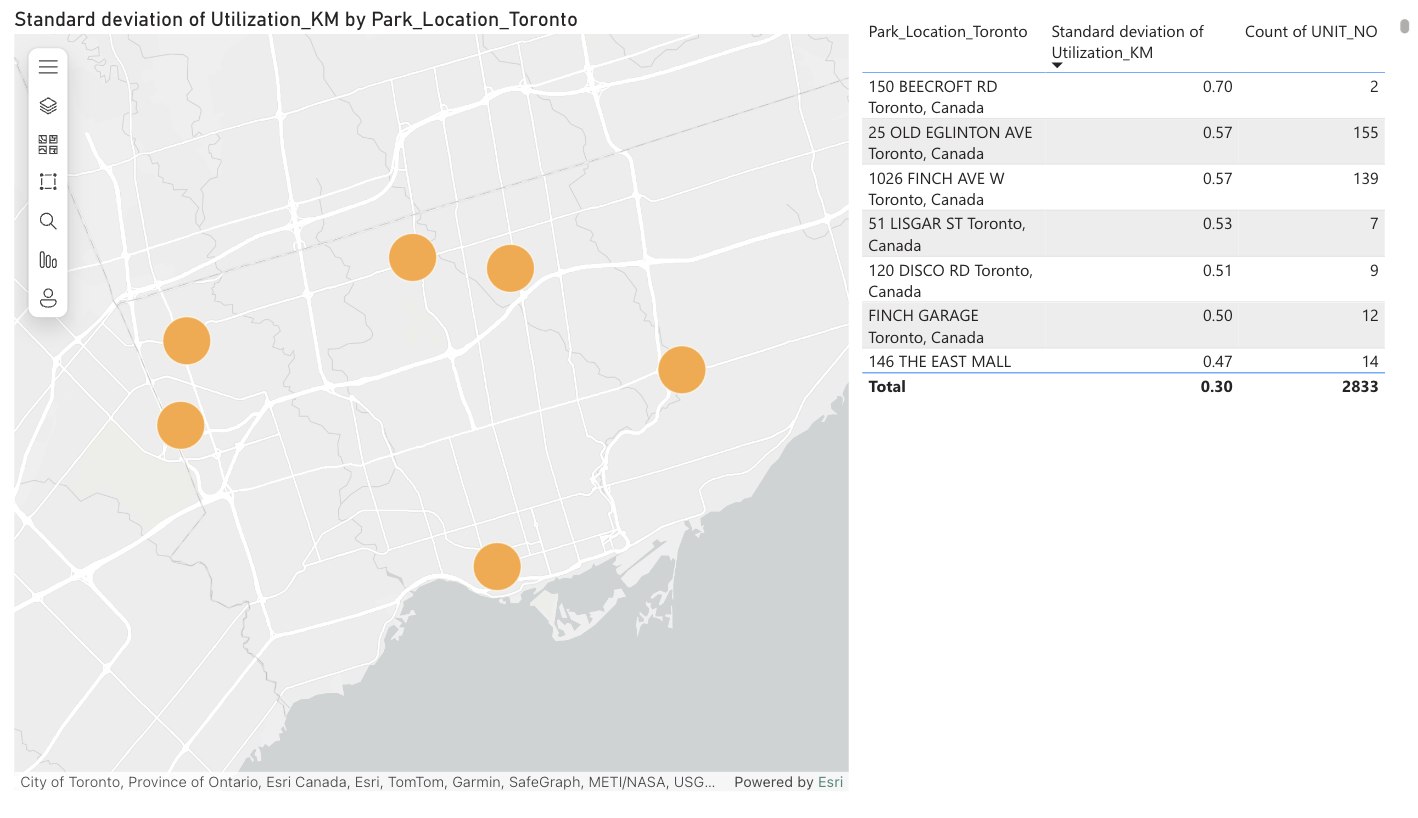 Standard deviation of Utilization_KM by Park_Location_Toronto
City of Toronto, Province of Ontario, Esri Canada, Esri, TomTom, Garmin, SafeGraph, METI/NASA, USG...
Powered by Esri
Park_Location_Toronto Standard deviation of Utilization_KM Count of UNIT_NO
150 BEECROFT RD
Toronto, Canada 0.70 2
25 OLD EGLINTON AVE
Toronto, Canada 0.57 155
1026 FINCH AVE W
Toronto, Canada 0.57 139
51 LISGAR ST Toronto,
Canada 0.53 7
120 DISCO RD Toronto,
Canada 0.51 9
FINCH GARAGE
Toronto, Canada 0.50 12
146 THE EAST MALL 0.47 14
Total 0.30 2833